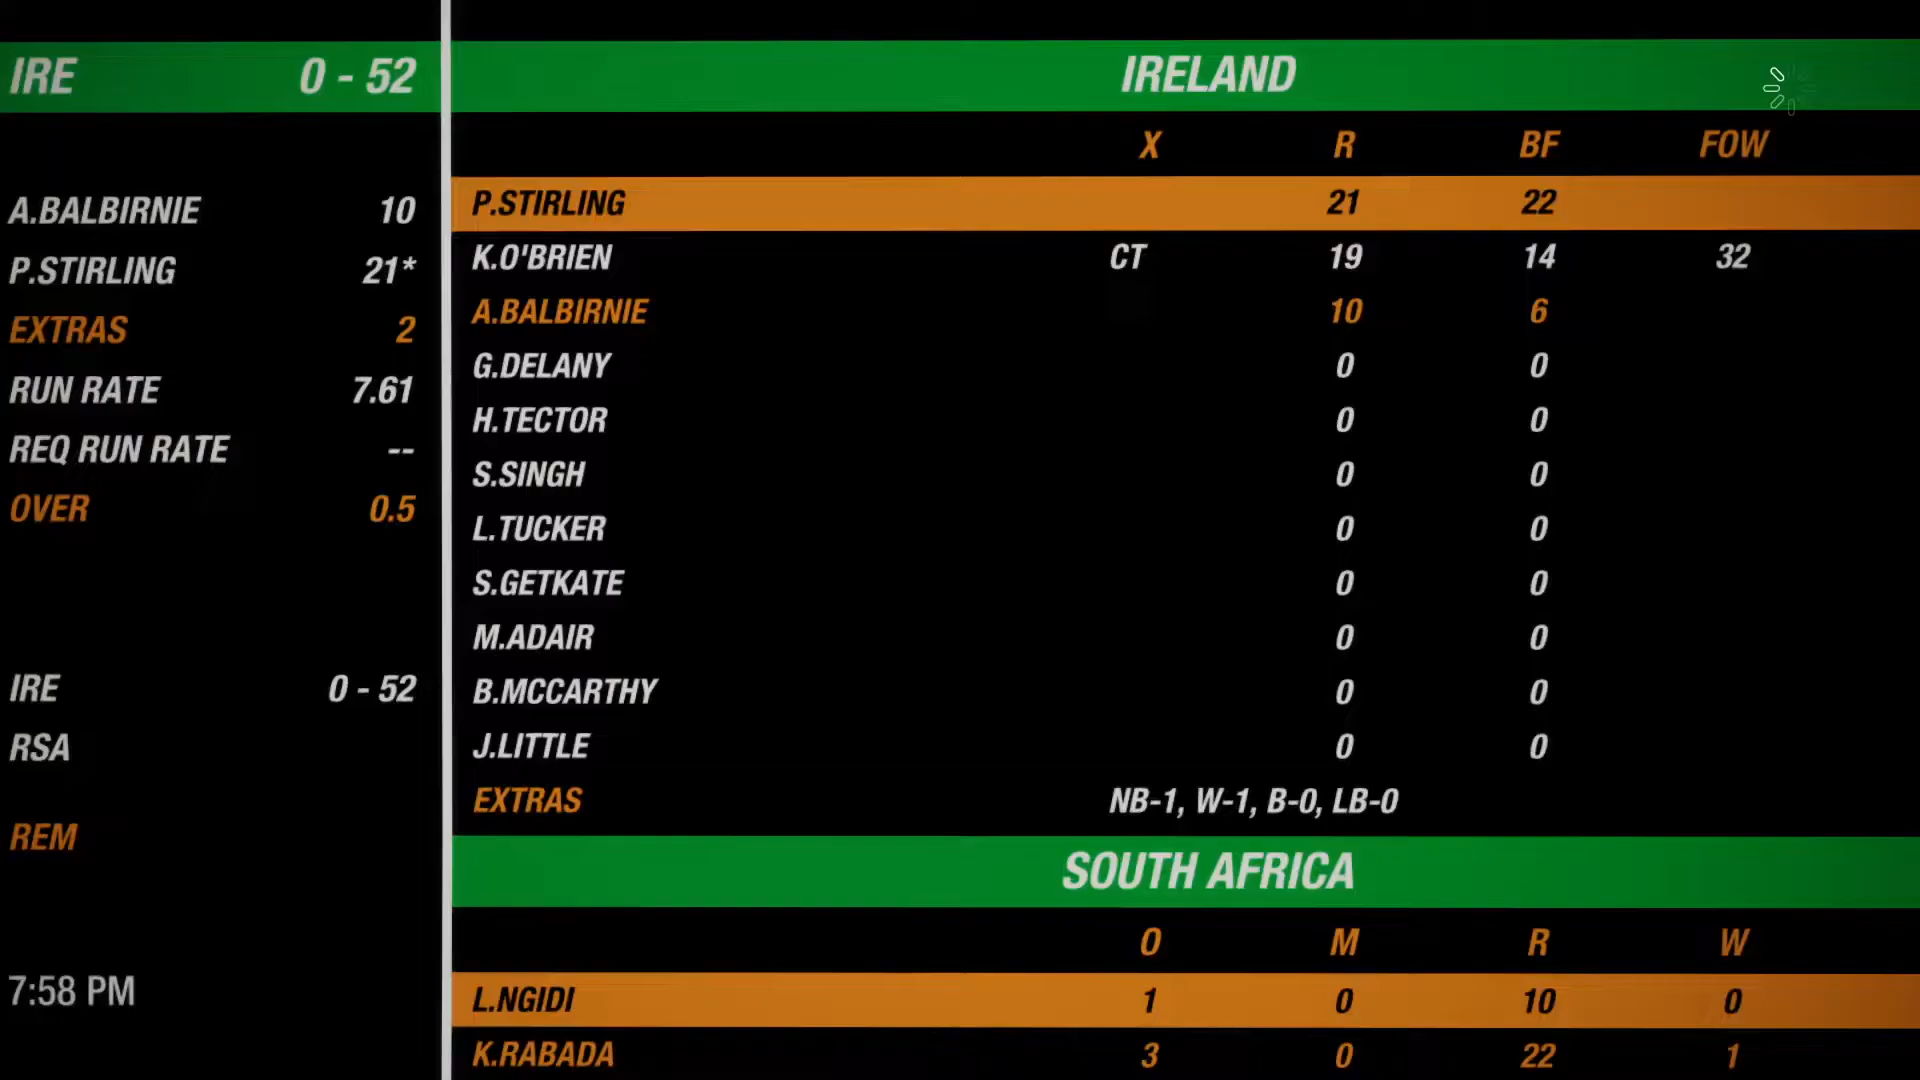 IRE 0 - 52
A.BALBIRNIE 10
P.STIRLING 21*
EXTRAS 2
RUN RATE 7.61
REQ RUN RATE --
OVER 0.5
IRE 0 - 52
RSA
REM
7:58 PM
IRELAND
X R BF FOW
P.STIRLING 21 22
K.O'BRIEN CT 19 14 32
A.BALBIRNIE 10 6
G.DELANY 0 0
H.TECTOR 0 0
S.SINGH 0 0
L.TUCKER 0 0
S.GETKATE 0 0
M.ADAIR 0 0
B.MCCARTHY 0 0
J.LITTLE 0 0
EXTRAS NB-1, W-1, B-0, LB-0
SOUTH AFRICA
O M R W
L.NGIDI 1 0 10 0
K.RABADA 3 0 22 1